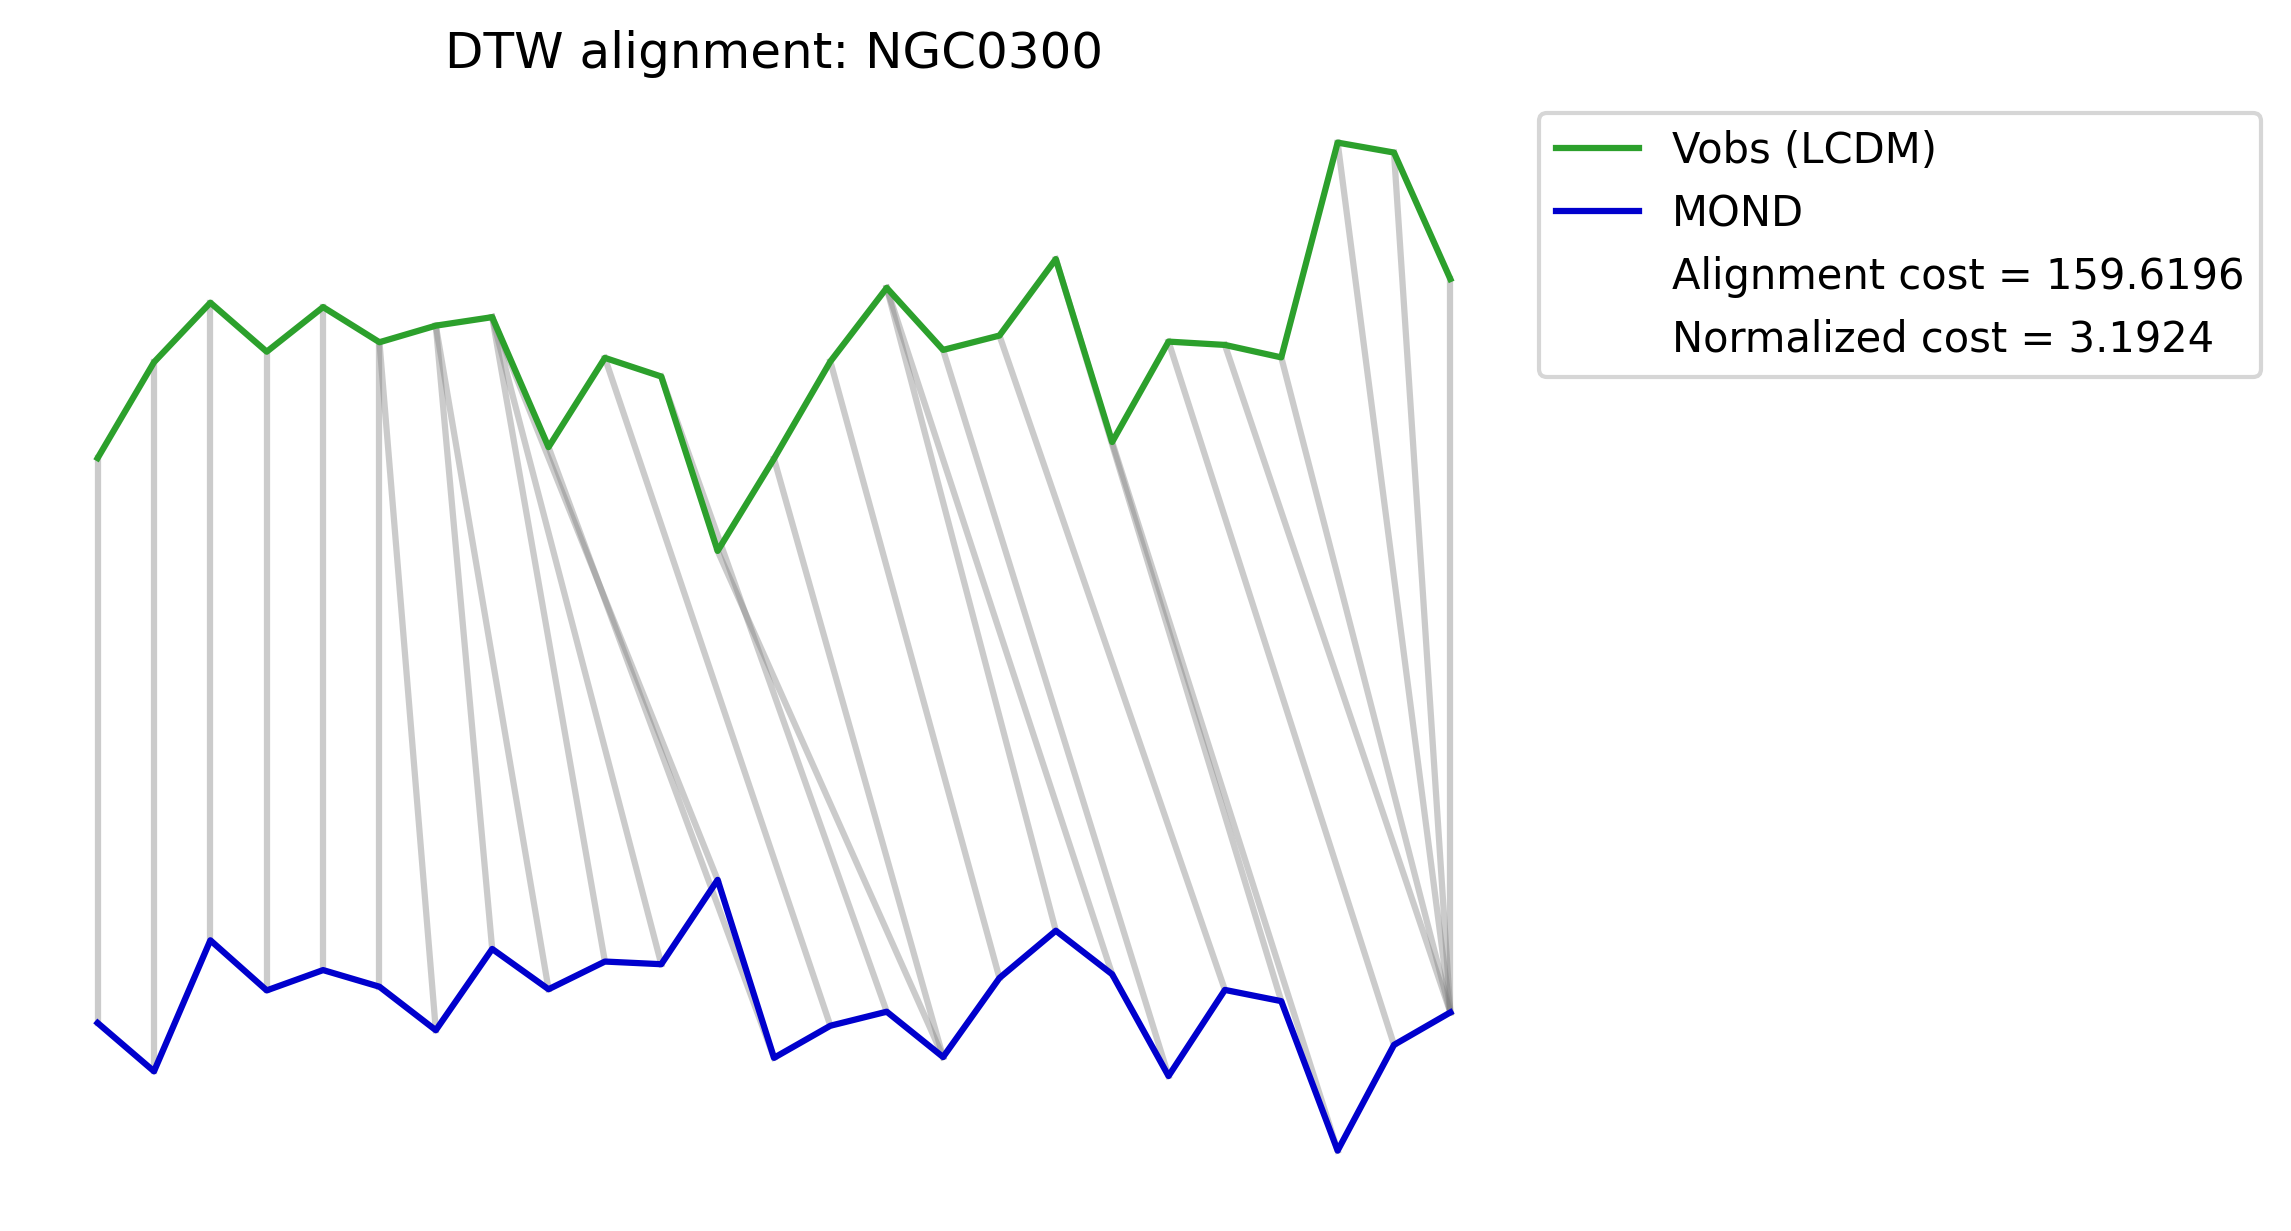 DTW alignment: NGC0300
Vobs (LCDM)
MOND
Alignment cost = 159.6196
Normalized cost = 3.1924